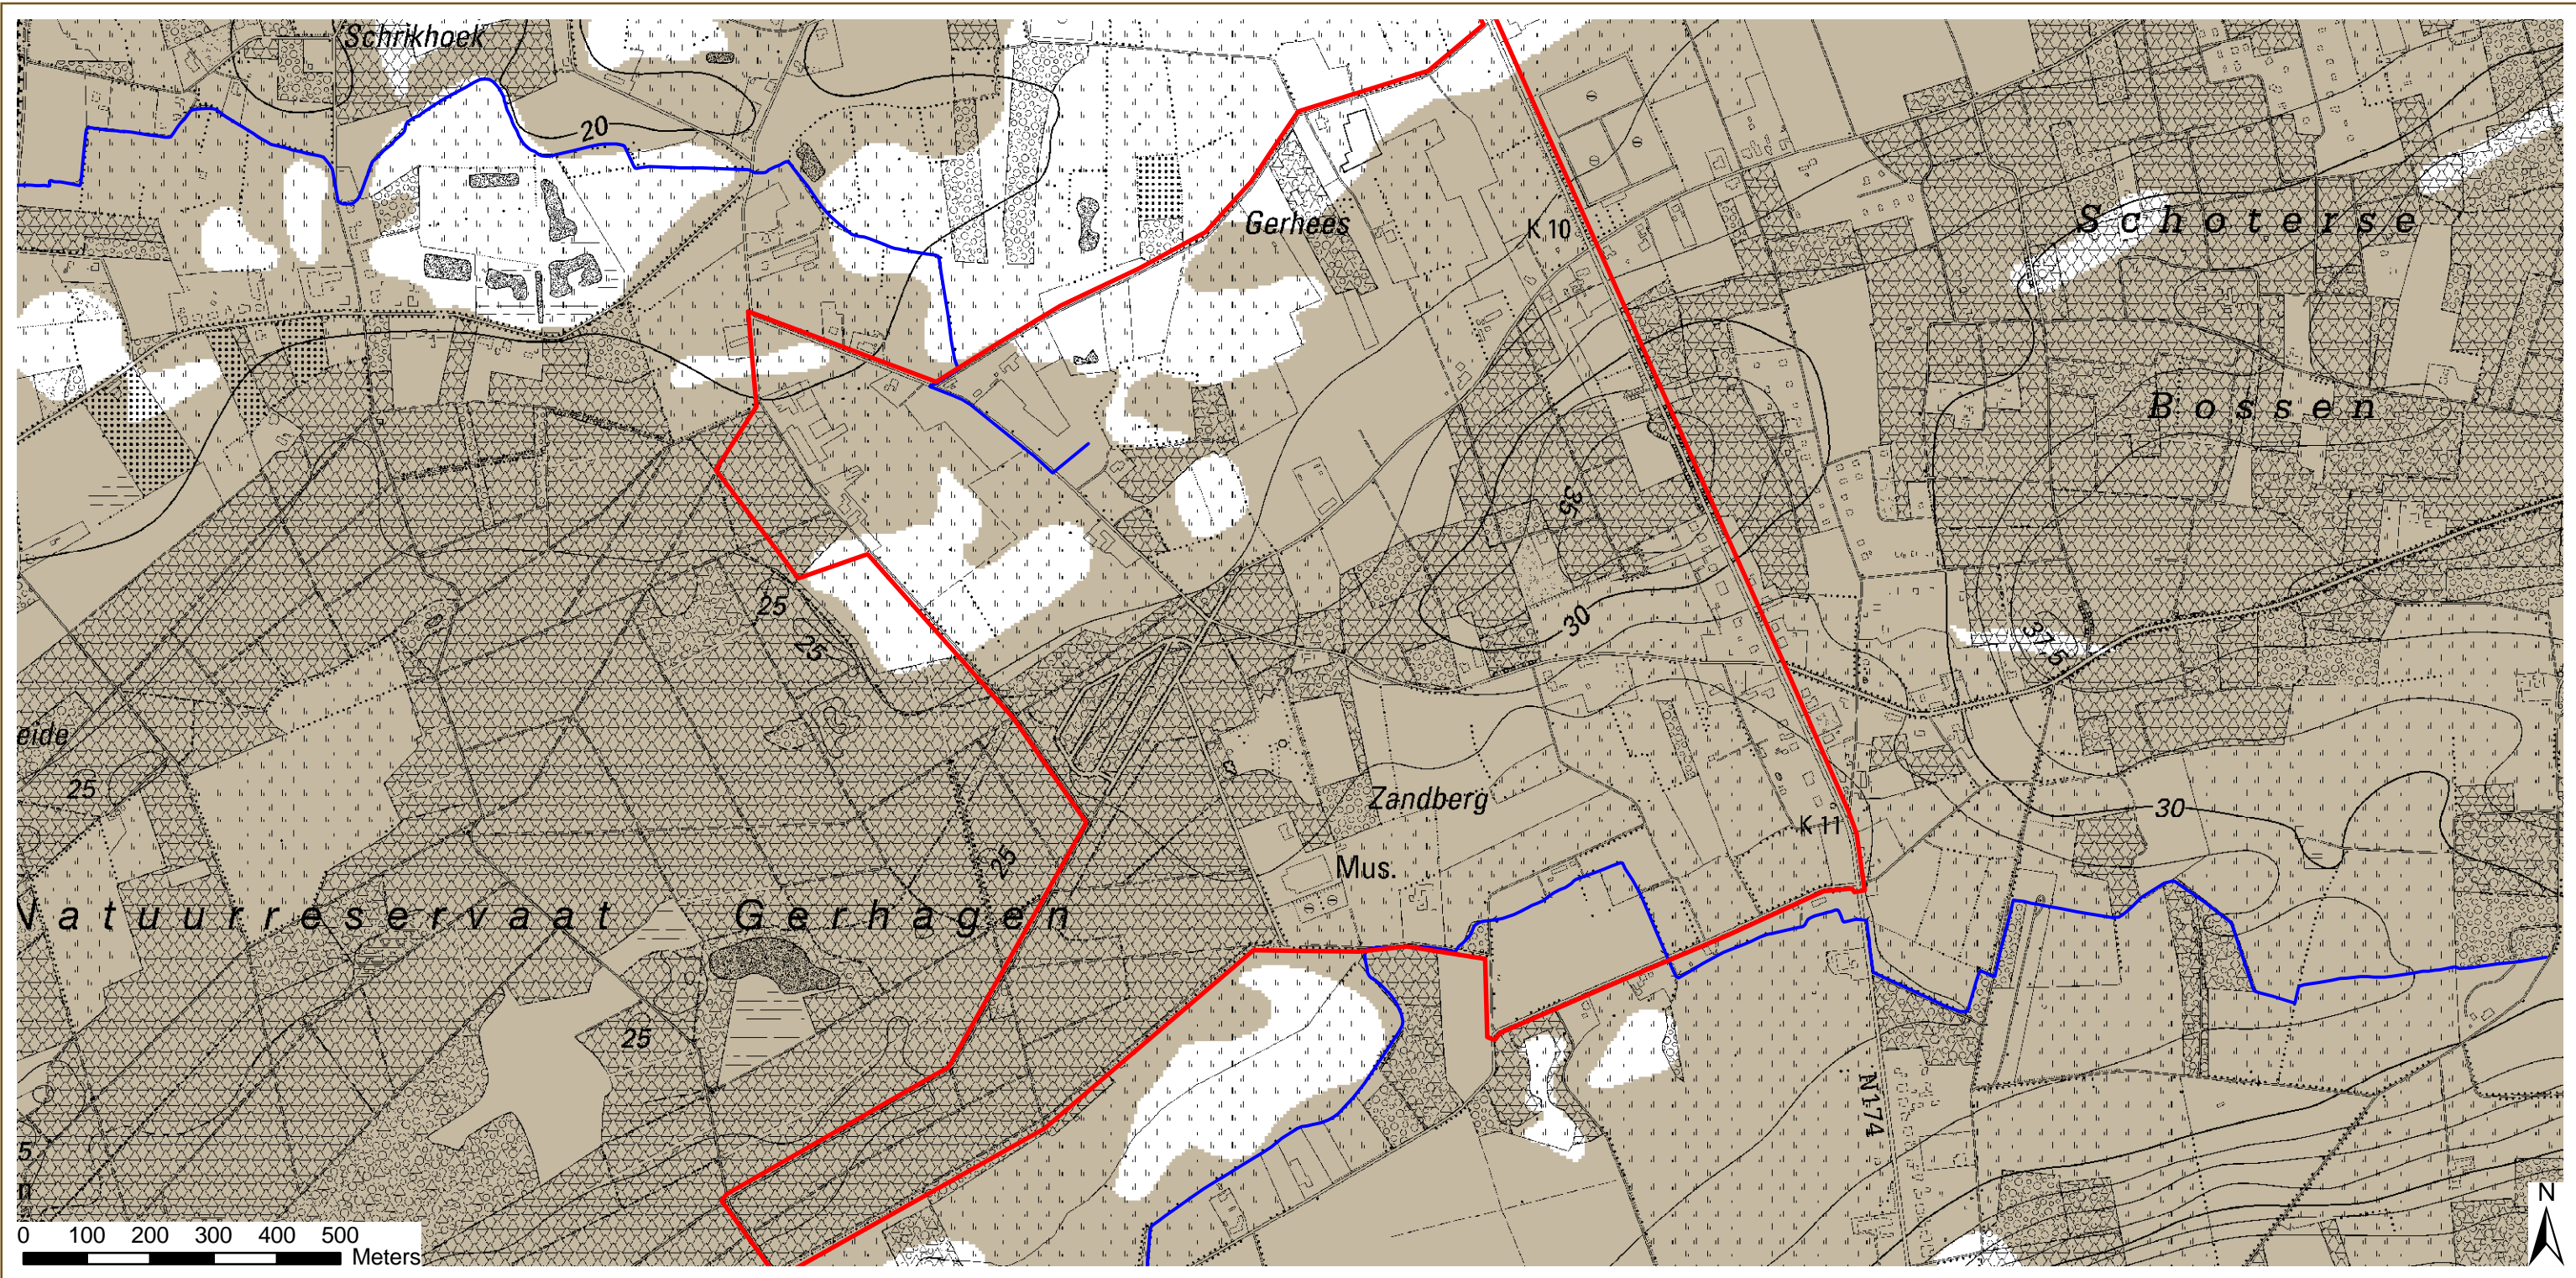 Schrikhoek
20
Gerhees
K 10
Schoterse
Bossen
35
25
25
30
37.5
eide
25
Zandberg
K 11
30
Mus.
25
Natuurreservaat Gerhagen
25
N174
5
n
N
0 100 200 300 400 500
Meters